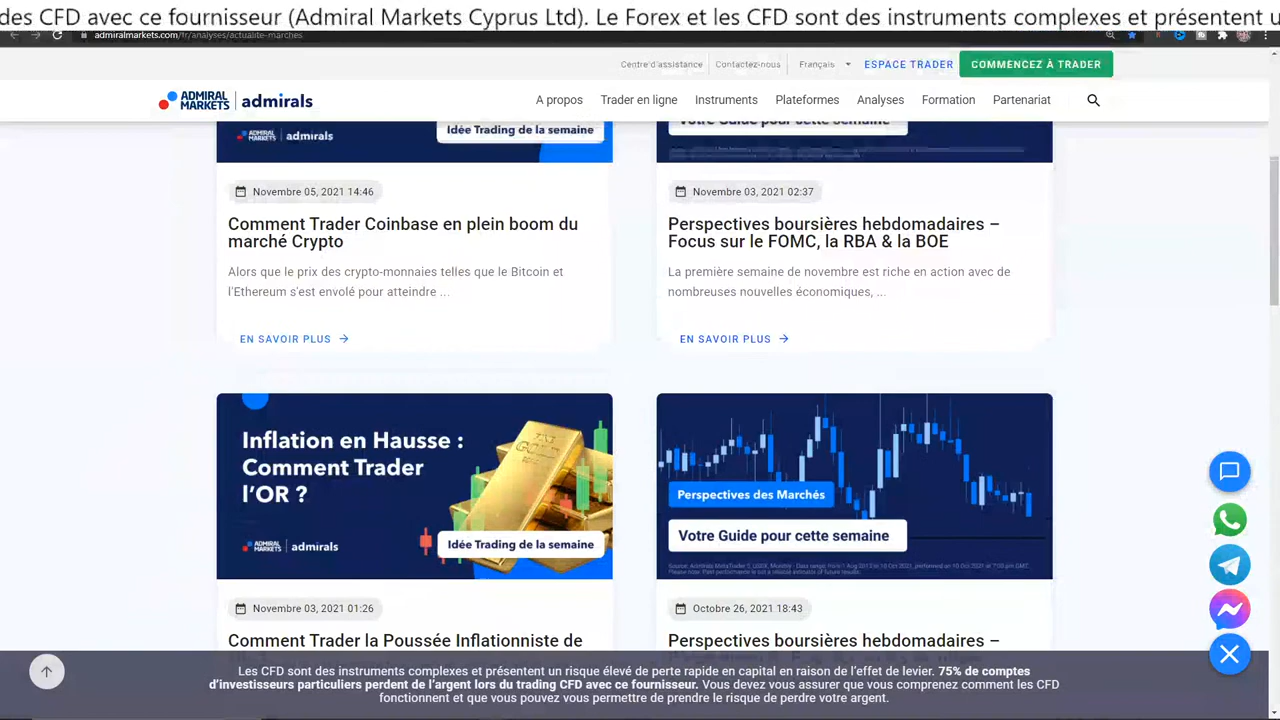 des CFD avec ce fournisseur (Admiral Markets Cyprus Ltd). Le Forex et les CFD sont des instruments complexes et présentent u
admiralmarkets.com/fr/analyses/actualite-marches
Centre d'assistance Contactez-nous Français ESPACE TRADER COMMENCEZ À TRADER
ADMIRAL MARKETS admirals A propos Trader en ligne Instruments Plateformes Analyses Formation Partenariat
ADMIRAL MARKETS admirals Idée Trading de la semaine
Votre Guide pour cette semaine
Novembre 05, 2021 14:46
Comment Trader Coinbase en plein boom du
marché Crypto
Alors que le prix des crypto-monnaies telles que le Bitcoin et
l'Ethereum s'est envolé pour atteindre ...
EN SAVOIR PLUS →
Novembre 03, 2021 02:37
Perspectives boursières hebdomadaires –
Focus sur le FOMC, la RBA & la BOE
La première semaine de novembre est riche en action avec de
nombreuses nouvelles économiques, ...
EN SAVOIR PLUS →
Inflation en Hausse :
Comment Trader
l'OR ?
GOLD
ADMIRAL MARKETS admirals Idée Trading de la semaine
Novembre 03, 2021 01:26
Comment Trader la Poussée Inflationniste de
Perspectives des Marchés
Votre Guide pour cette semaine
Octobre 26, 2021 18:43
Perspectives boursières hebdomadaires –
Les CFD sont des instruments complexes et présentent un risque élevé de perte rapide en capital en raison de l'effet de levier. 75% de comptes
d'investisseurs particuliers perdent de l'argent lors du trading CFD avec ce fournisseur. Vous devez vous assurer que vous comprenez comment les CFD
fonctionnent et que vous pouvez vous permettre de prendre le risque de perdre votre argent.